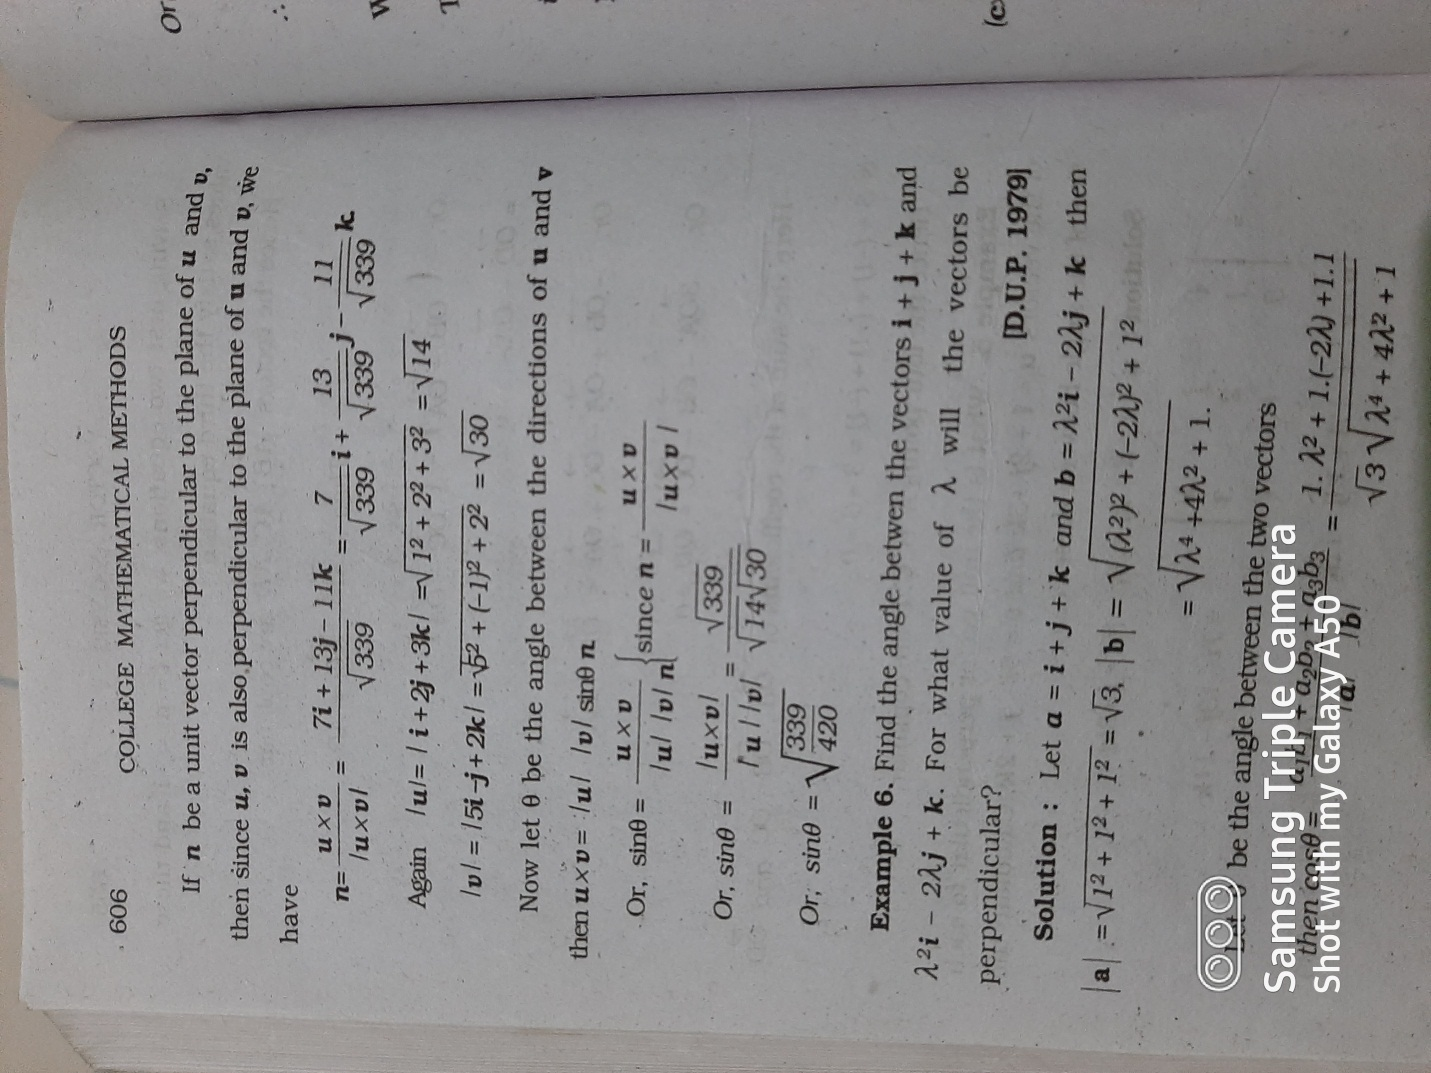 606 COLLEGE MATHEMATICAL METHODS
If n be a unit vector perpendicular to the plane of u and v,
then since u, v is also perpendicular to the plane of u and v, we
have
n = u × v / |u×v| = 7i + 13j − 11k / √339 = 7/√339 i + 13/√339 j − 11/√339 k.
Again |u| = | i + 2j + 3k| = √1² + 2² + 3² = √14
|v| = |5i −j + 2k| = √5² + (−1)² + 2² = √30
Now let θ be the angle between the directions of u and v
then u × v = |u| |v| sinθ n
Or, sinθ = u × v / |u| |v| n {since n = u × v / |u×v|
Or, sinθ = |u×v| / |u| |v| = √339 / √14√30
Or, sinθ = √339/420
Example 6. Find the angle betwen the vectors i + j + k and
λ²i − 2λj + k. For what value of λ will the vectors be
perpendicular?
[D.U.P. 1979]
Solution : Let a = i + j + k and b = λ²i − 2λj + k then
|a| = √1² + 1² + 1² = √3, |b| = √(λ²)² + (−2λ)² + 1²
= √λ⁴ +4λ² + 1.
be the angle between the two vectors
then cosθ = a₁b₁ + a₂b₂ + a₃b₃ / |a| |b| = 1. λ² + 1.(−2λ) +1.1 / √3 √λ⁴ + 4λ² + 1
Samsung Triple Camera
Shot with my Galaxy A50
Or
(c)